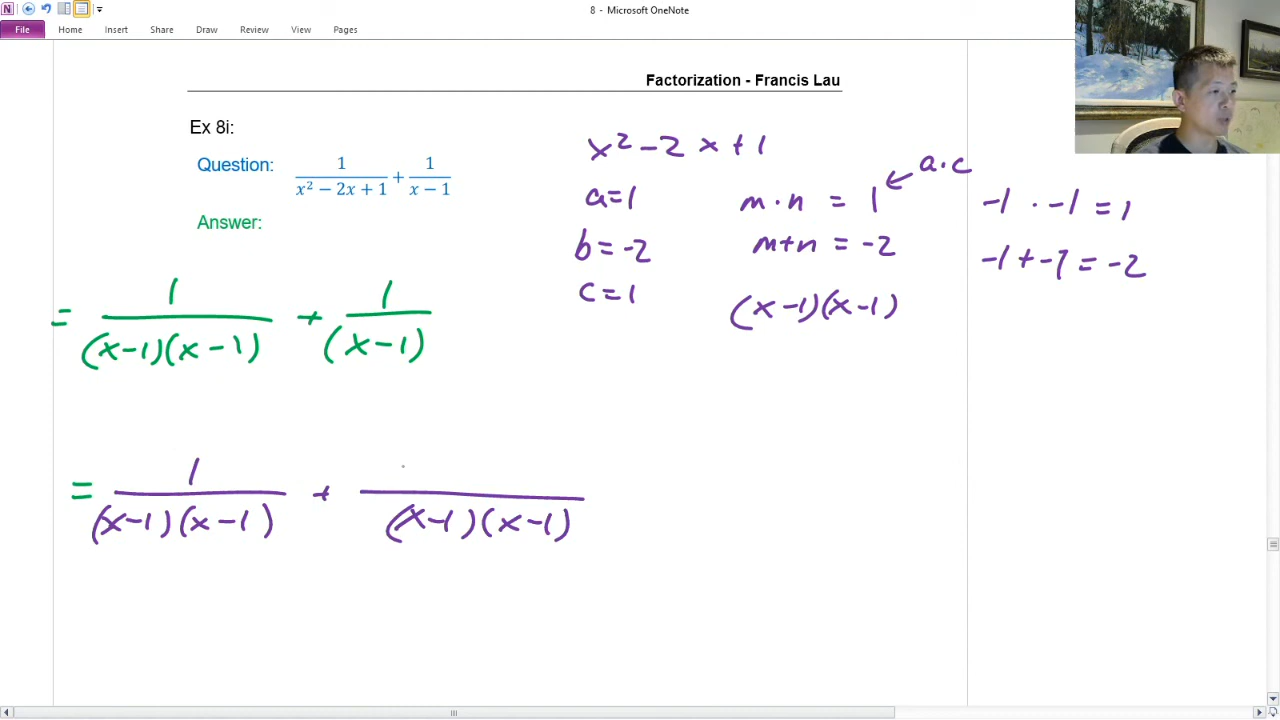 8 - Microsoft OneNote
File Home Insert Share Draw Review View Pages
Factorization - Francis Lau
Ex 8i:
Question: 1/(x² − 2x + 1) + 1/(x − 1)
Answer:
x² - 2x + 1
a = 1
b = -2
c = 1
m · n = 1 ← a · c
m + n = -2
(x - 1)(x - 1)
-1 · -1 = 1
-1 + -1 = -2
= 1/((x - 1)(x - 1)) + 1/(x - 1)
= 1/((x - 1)(x - 1)) + /((x - 1)(x - 1))